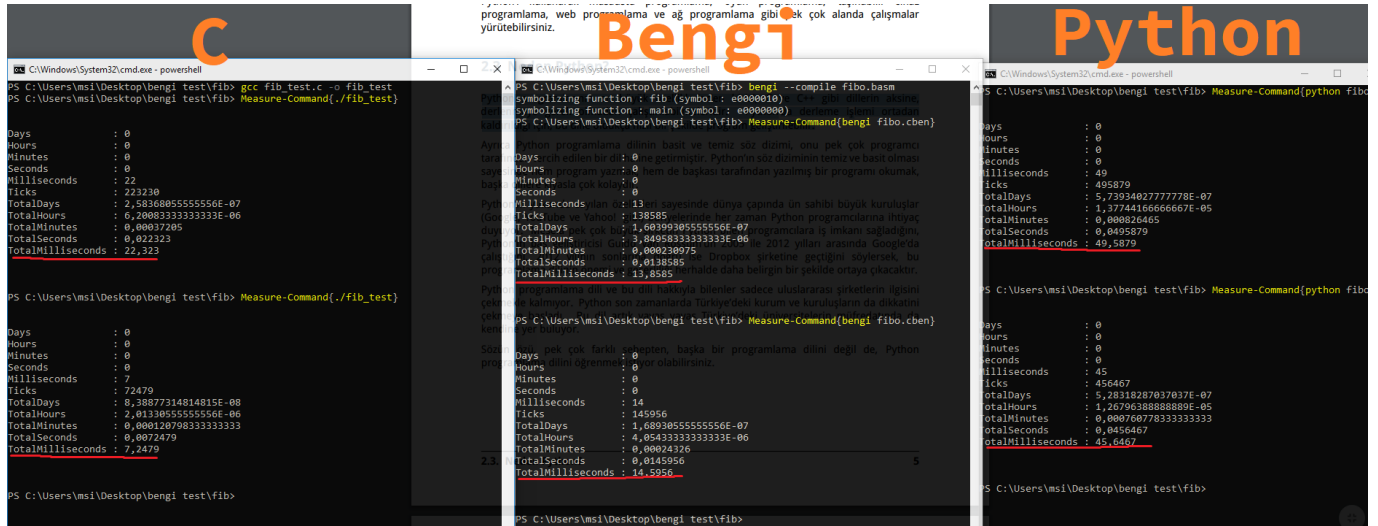 programlama, web programlama ve ağ programlama gibi pek çok alanda çalışmalar
yürütebilirsiniz.
C
Bengi
Python
C:\Windows\System32\cmd.exe - powershell
PS C:\Users\msi\Desktop\bengi test\fib> gcc fib_test.c -o fib_test
PS C:\Users\msi\Desktop\bengi test\fib> Measure-Command{./fib_test}
Days : 0
Hours : 0
Minutes : 0
Seconds : 0
Milliseconds : 22
Ticks : 223230
TotalDays : 2,58368055555556E-07
TotalHours : 6,20083333333333E-06
TotalMinutes : 0,00037205
TotalSeconds : 0,022323
TotalMilliseconds : 22,323
PS C:\Users\msi\Desktop\bengi test\fib> Measure-Command{./fib_test}
Days : 0
Hours : 0
Minutes : 0
Seconds : 0
Milliseconds : 7
Ticks : 72479
TotalDays : 8,38877314814815E-08
TotalHours : 2,01330555555556E-06
TotalMinutes : 0,000120798333333333
TotalSeconds : 0,0072479
TotalMilliseconds : 7,2479
PS C:\Users\msi\Desktop\bengi test\fib>
C:\Windows\System32\cmd.exe - powershell
PS C:\Users\msi\Desktop\bengi test\fib> bengi --compile fibo.basm
symbolizing function : fib (symbol : e0000010)
symbolizing function : main (symbol : e0000000)
PS C:\Users\msi\Desktop\bengi test\fib> Measure-Command{bengi fibo.cben}
Days : 0
Hours : 0
Minutes : 0
Seconds : 0
Milliseconds : 13
Ticks : 138585
TotalDays : 1,60399305555556E-07
TotalHours : 3,84958333333333E-06
TotalMinutes : 0,000230975
TotalSeconds : 0,0138585
TotalMilliseconds : 13,8585
PS C:\Users\msi\Desktop\bengi test\fib> Measure-Command{bengi fibo.cben}
Days : 0
Hours : 0
Minutes : 0
Seconds : 0
Milliseconds : 14
Ticks : 145956
TotalDays : 1,68930555555556E-07
TotalHours : 4,05433333333333E-06
TotalMinutes : 0,00024326
TotalSeconds : 0,0145956
TotalMilliseconds : 14,5956
2.3. 5
PS C:\Users\msi\Desktop\bengi test\fib>
C:\Windows\System32\cmd.exe - powershell
PS C:\Users\msi\Desktop\bengi test\fib> Measure-Command{python fibo
Days : 0
Hours : 0
Minutes : 0
Seconds : 0
Milliseconds : 49
Ticks : 495879
TotalDays : 5,73934027777778E-07
TotalHours : 1,37744166666667E-05
TotalMinutes : 0,000826465
TotalSeconds : 0,0495879
TotalMilliseconds : 49,5879
PS C:\Users\msi\Desktop\bengi test\fib> Measure-Command{python fibo
Days : 0
Hours : 0
Minutes : 0
Seconds : 0
Milliseconds : 45
Ticks : 456467
TotalDays : 5,28318287037037E-07
TotalHours : 1,26796388888889E-05
TotalMinutes : 0,000760778333333333
TotalSeconds : 0,0456467
TotalMilliseconds : 45,6467
PS C:\Users\msi\Desktop\bengi test\fib>